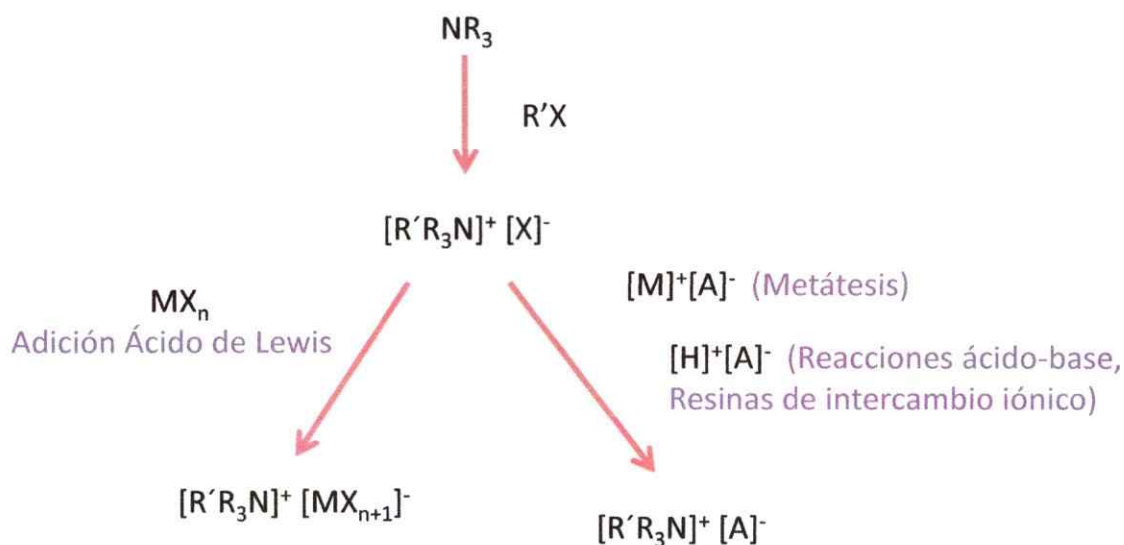 NR₃
R'X
[R´R₃N]⁺ [X]⁻
MXₙ
Adición Ácido de Lewis
[M]⁺[A]⁻ (Metátesis)
[H]⁺[A]⁻ (Reacciones ácido-base,
Resinas de intercambio iónico)
[R´R₃N]⁺ [MXₙ₊₁]⁻
[R´R₃N]⁺ [A]⁻